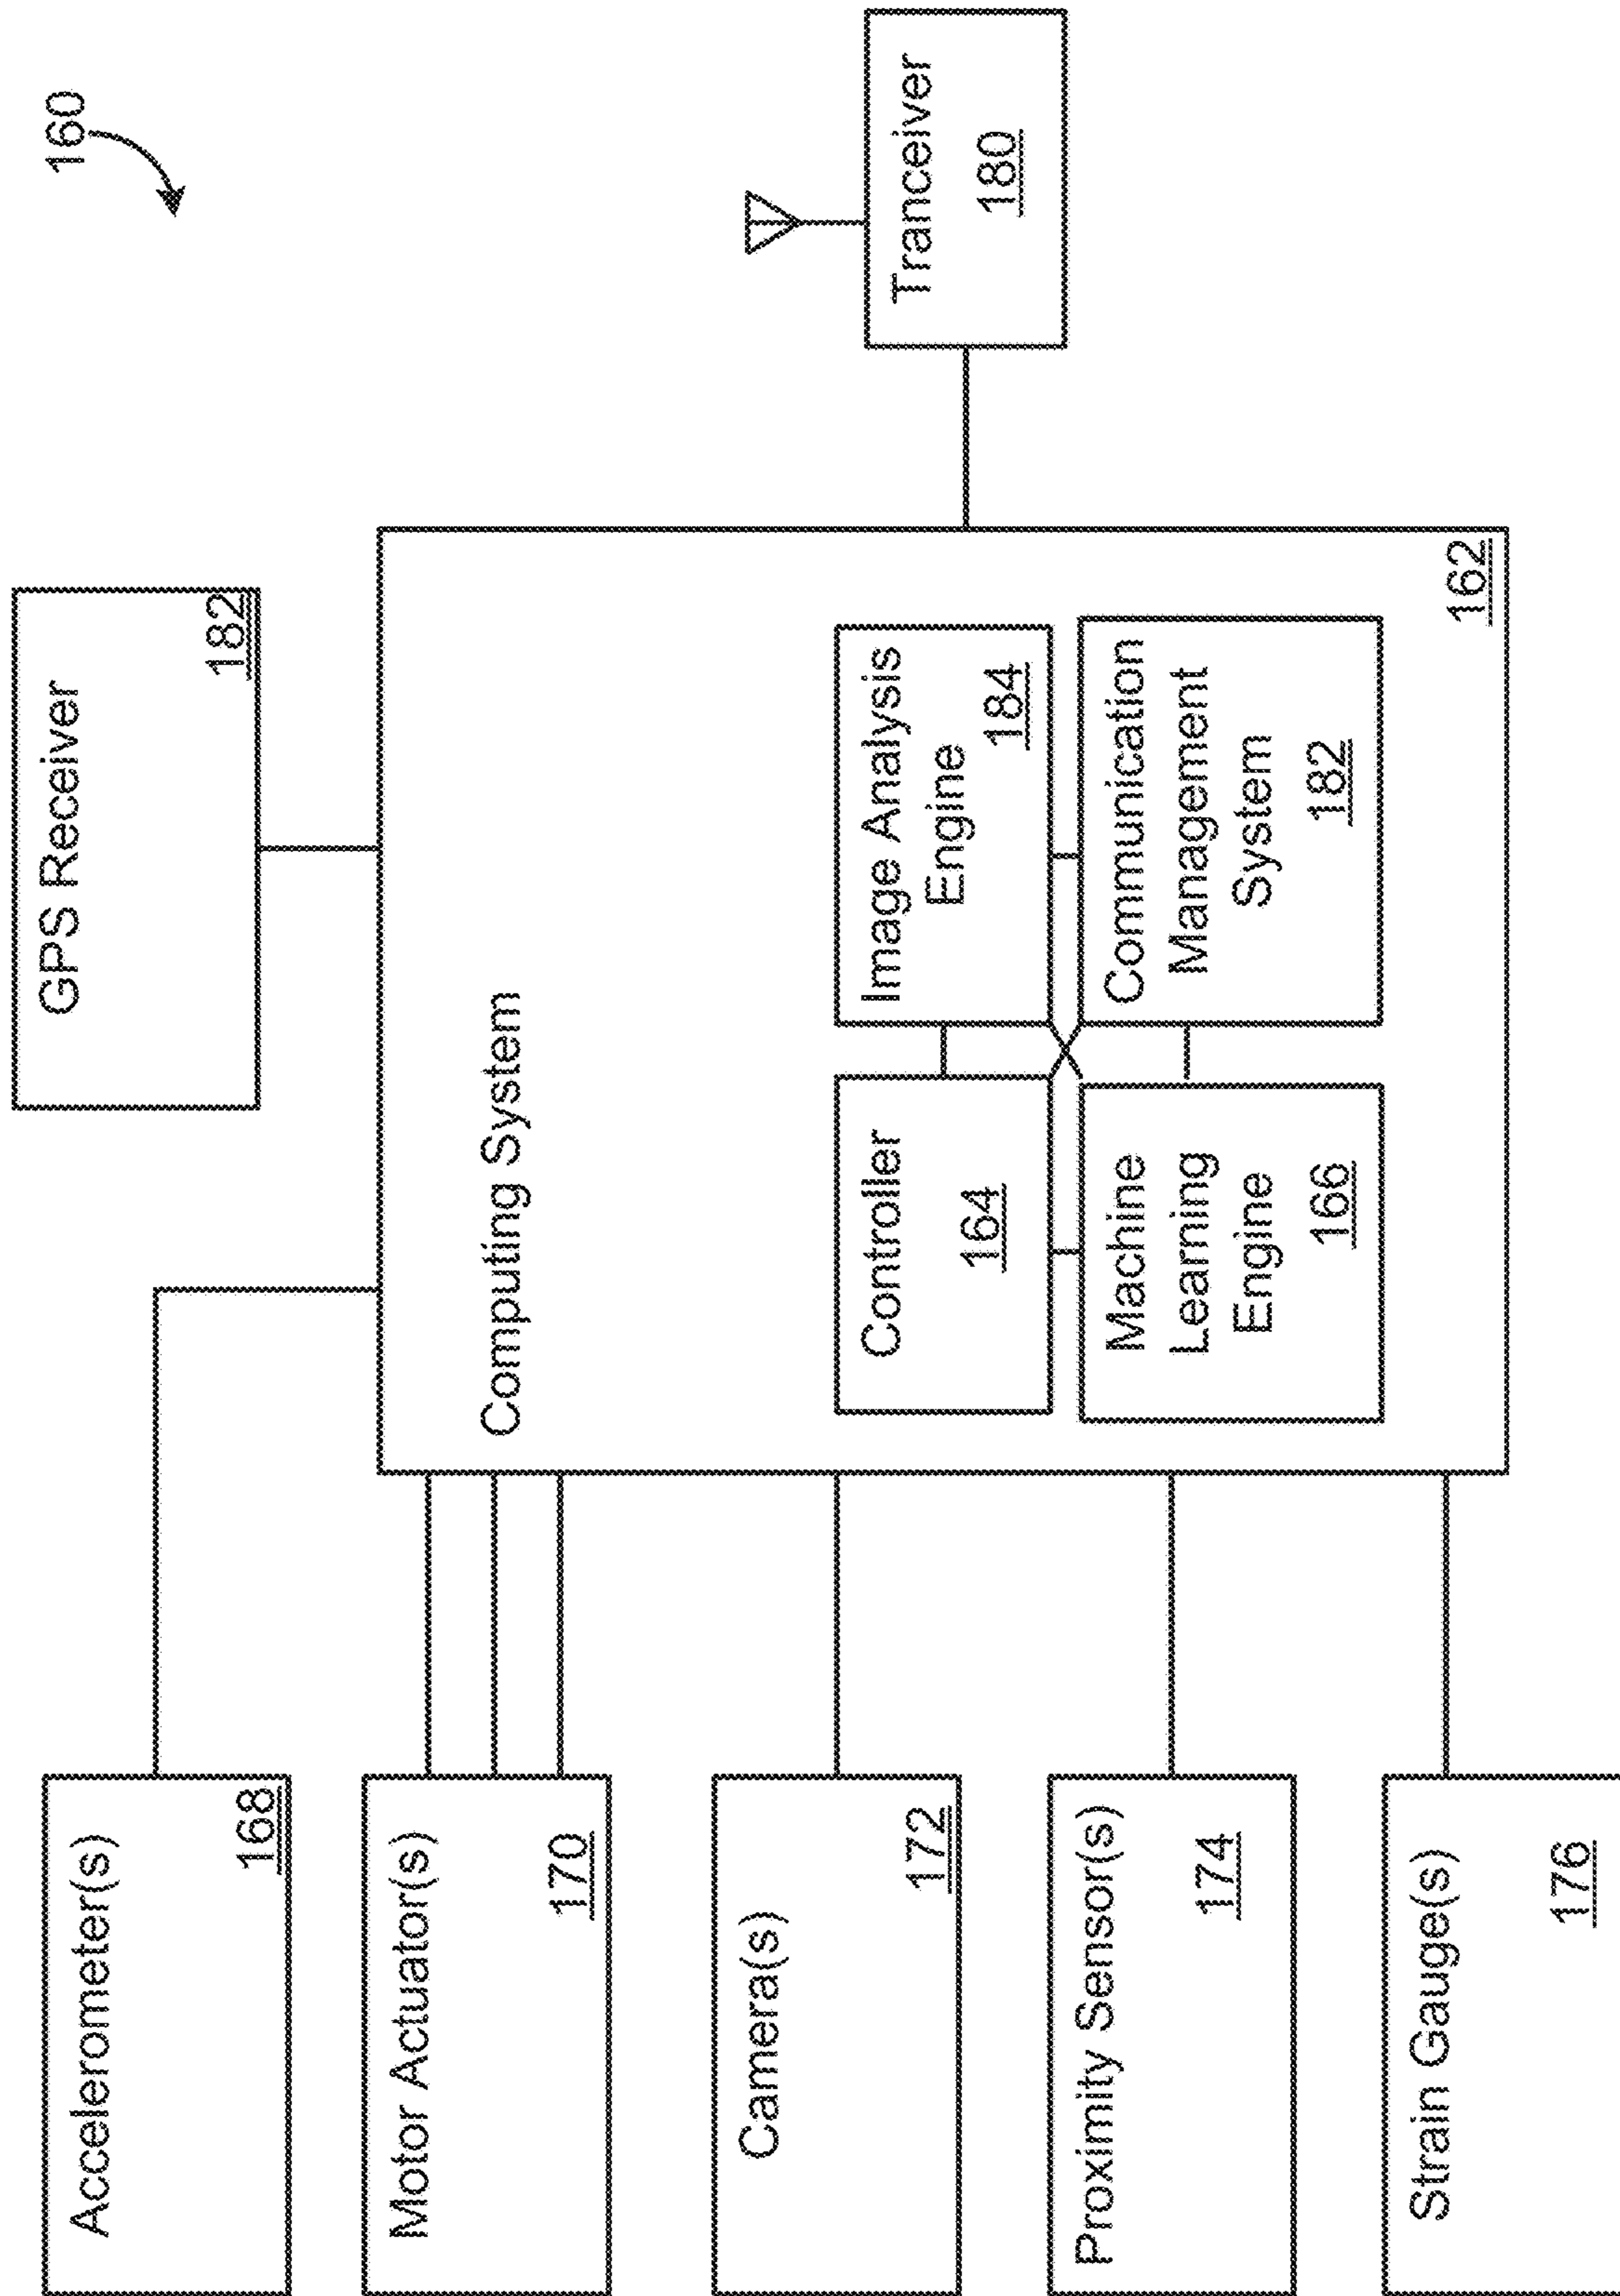 160
GPS Receiver
182
Accelerometer(s)
168
Motor Actuator(s)
170
Camera(s)
172
Proximity Sensor(s)
174
Strain Gauge(s)
176
Computing System
Controller
164
Image Analysis
Engine
184
Machine
Learning
Engine
166
Communication
Management
System
182
162
Tranceiver
180